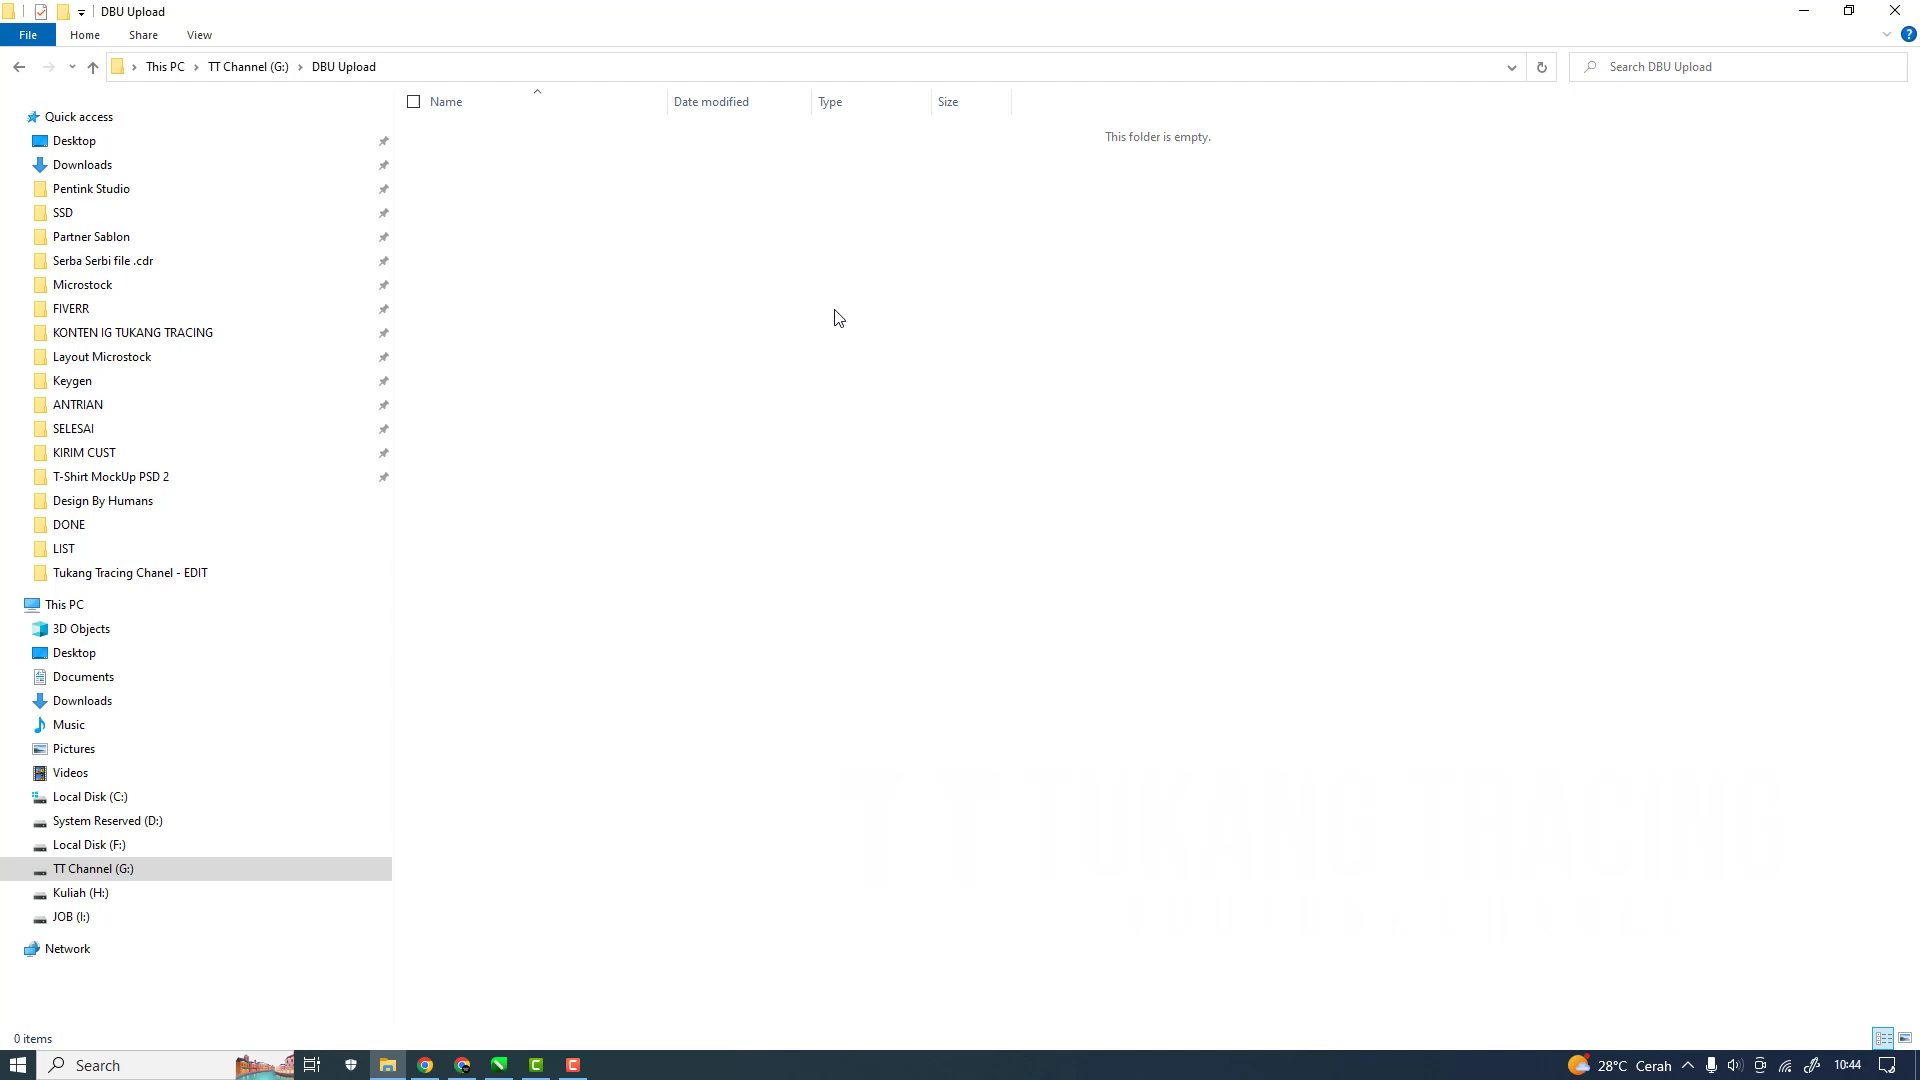 DBU Upload
File Home Share View
This PC TT Channel (G:) DBU Upload
Search DBU Upload
Name Date modified Type Size
This folder is empty.
Quick access
Desktop
Downloads
Pentink Studio
SSD
Partner Sablon
Serba Serbi file .cdr
Microstock
FIVERR
KONTEN IG TUKANG TRACING
Layout Microstock
Keygen
ANTRIAN
SELESAI
KIRIM CUST
T-Shirt MockUp PSD 2
Design By Humans
DONE
LIST
Tukang Tracing Chanel - EDIT
This PC
3D Objects
Desktop
Documents
Downloads
Music
Pictures
Videos
Local Disk (C:)
System Reserved (D:)
Local Disk (F:)
TT Channel (G:)
Kuliah (H:)
JOB (I:)
Network
0 items
Search
28°C Cerah 10:44